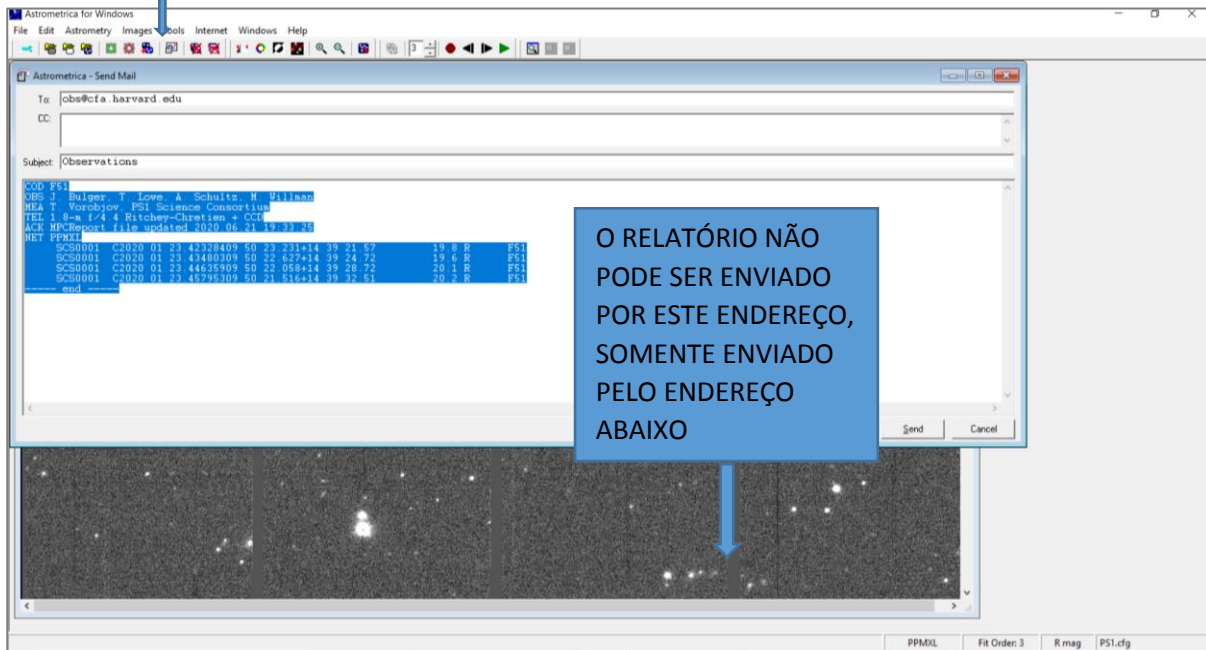 Astrometrica for Windows
File Edit Astrometry Images Tools Internet Windows Help
3
Astrometrica - Send Mail
To: obs@cfa.harvard.edu
CC:
Subject: Observations
COD F51
OBS J. Bulger, T. Lowe, A. Schultz, M. Willman
MEA T. Vorobjov, PS1 Science Consortium
TEL 1.8-m f/4.4 Ritchey-Chretien + CCD
ACK MPCReport file updated 2020.06.21 19:33:25
NET PPMXL
SCS0001 C2020 01 23.42328409 50 23.231+14 39 21.57 19.8 R F51
SCS0001 C2020 01 23.43480309 50 22.627+14 39 24.72 19.6 R F51
SCS0001 C2020 01 23.44635909 50 22.058+14 39 28.72 20.1 R F51
SCS0001 C2020 01 23.45795309 50 21.516+14 39 32.51 20.2 R F51
----- end -----
O RELATÓRIO NÃO
PODE SER ENVIADO
POR ESTE ENDEREÇO,
SOMENTE ENVIADO
PELO ENDEREÇO
ABAIXO
Send Cancel
PPMXL Fit Order: 3 R mag PS1.cfg